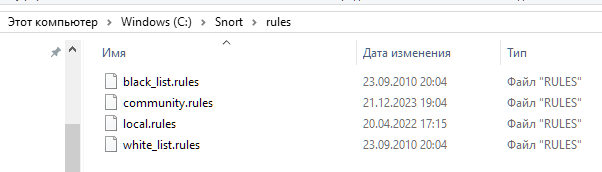 Этот компьютер > Windows (C:) > Snort > rules
Имя Дата изменения Тип
black_list.rules 23.09.2010 20:04 Файл "RULES"
community.rules 21.12.2023 19:04 Файл "RULES"
local.rules 20.04.2022 17:15 Файл "RULES"
white_list.rules 23.09.2010 20:04 Файл "RULES"